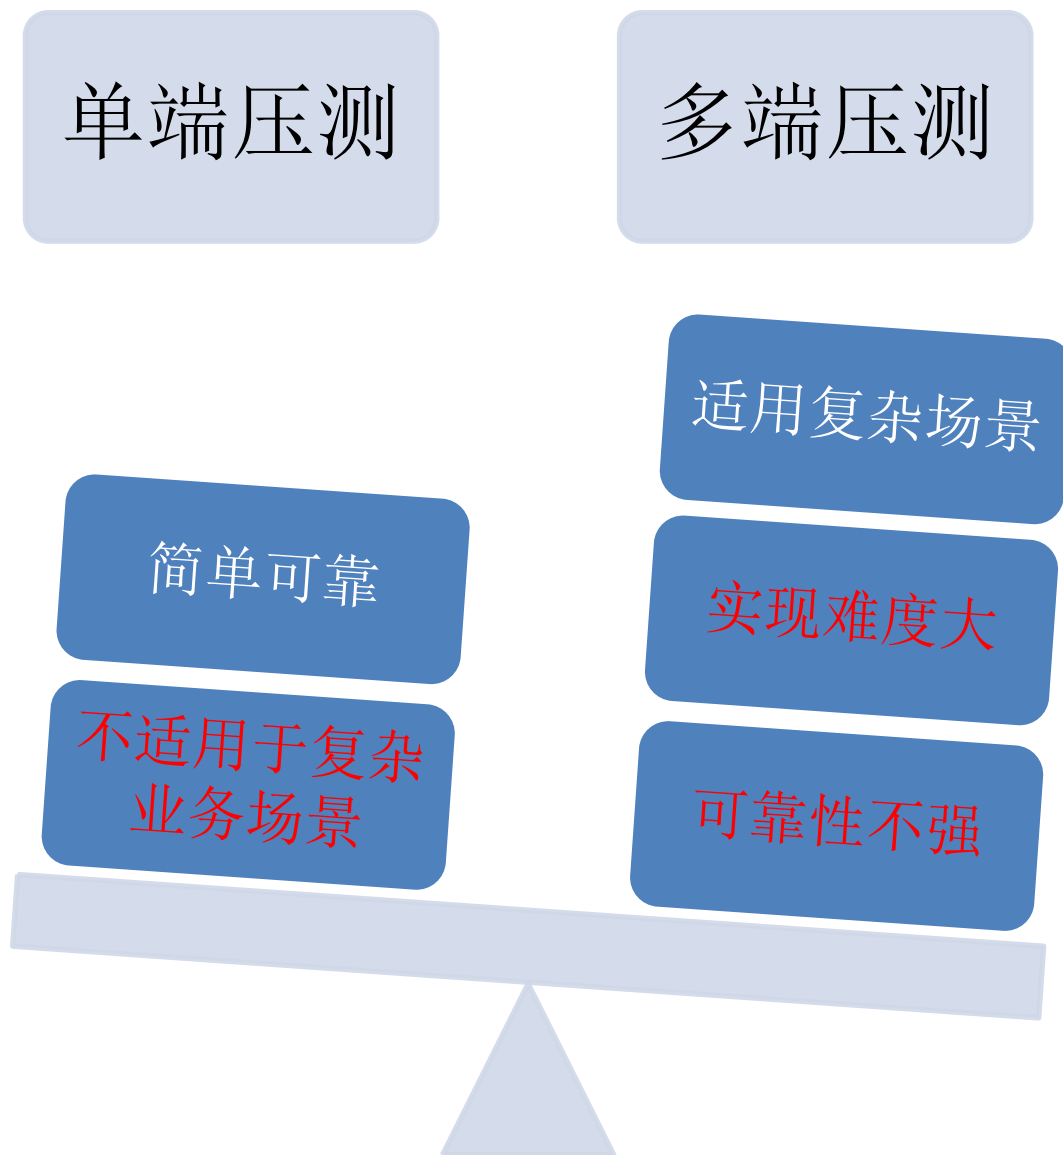 单端压测
多端压测
简单可靠
不适用于复杂
业务场景
适用复杂场景
实现难度大
可靠性不强